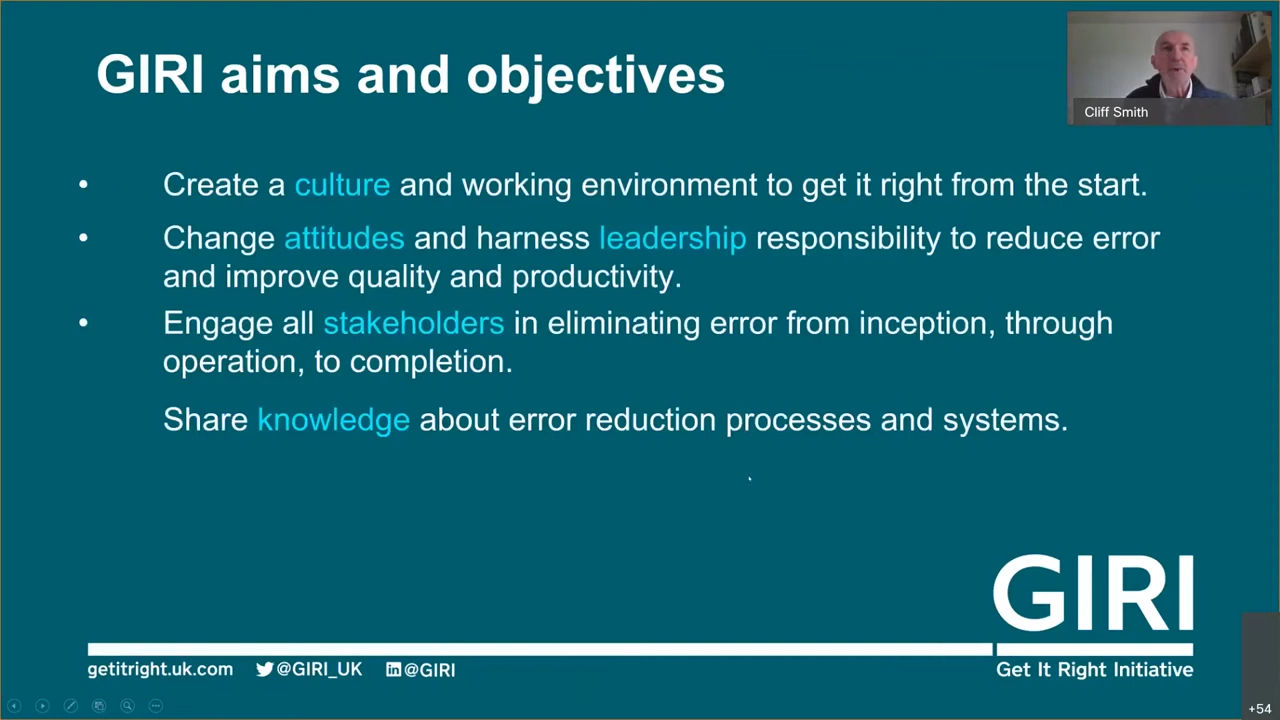 GIRI aims and objectives
Cliff Smith
• Create a culture and working environment to get it right from the start.
• Change attitudes and harness leadership responsibility to reduce error
and improve quality and productivity.
• Engage all stakeholders in eliminating error from inception, through
operation, to completion.
Share knowledge about error reduction processes and systems.
GIRI
Get It Right Initiative
getitright.uk.com @GIRI_UK in @GIRI
+54